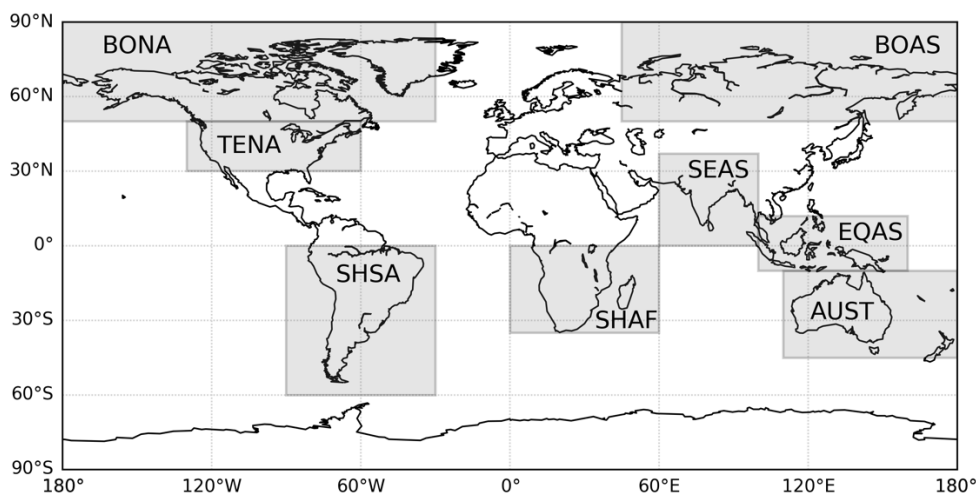 90°N
BONA
BOAS
60°N
TENA
30°N
SEAS
0°
EQAS
SHSA
30°S
SHAF
AUST
60°S
90°S
180°
120°W
60°W
0°
60°E
120°E
180°